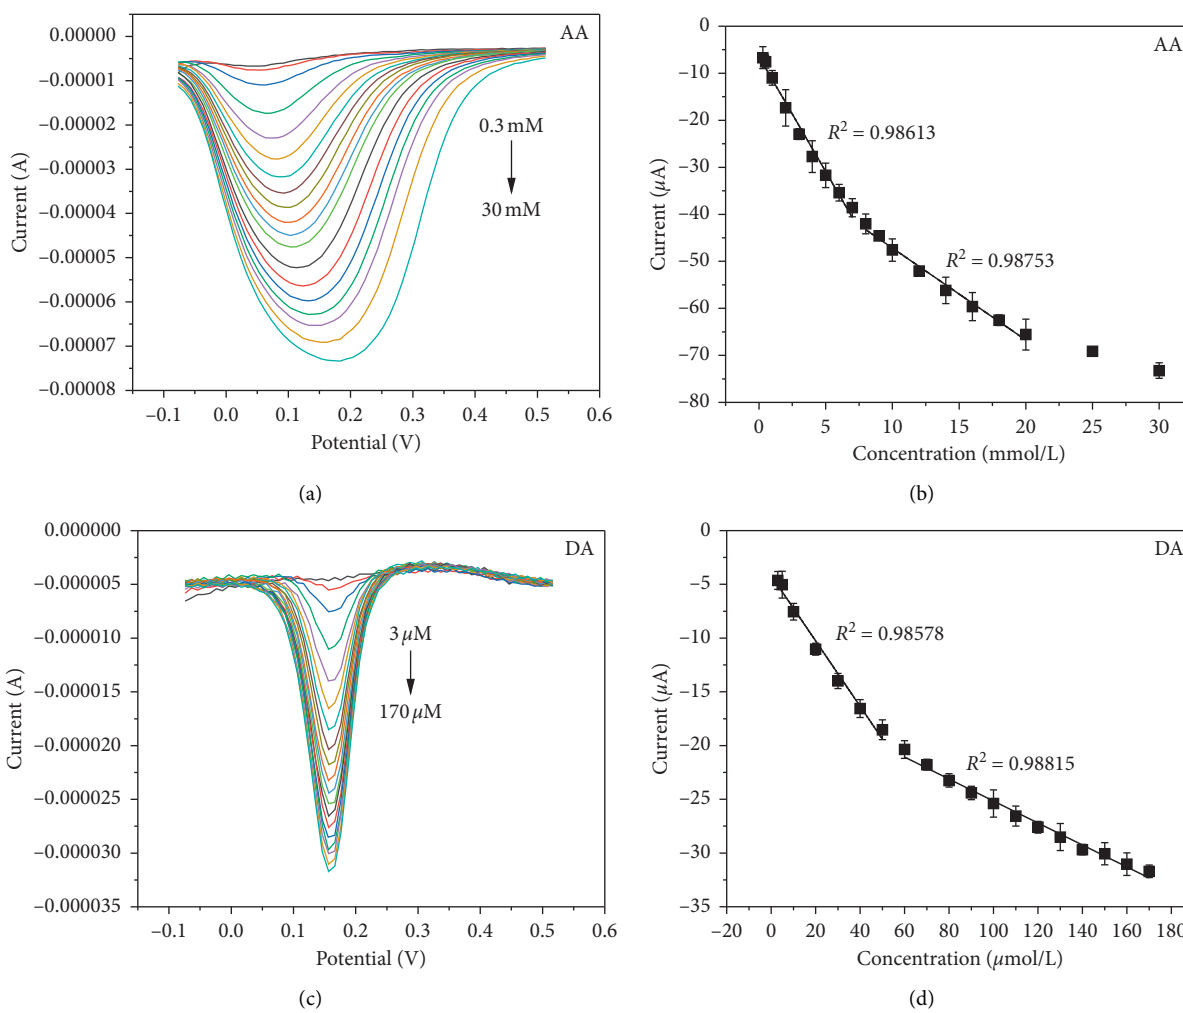 0.00000
–0.00001
–0.00002
–0.00003
–0.00004
–0.00005
–0.00006
–0.00007
–0.00008
Current (A)
AA
0.3 mM
30 mM
–0.1 0.0 0.1 0.2 0.3 0.4 0.5 0.6
Potential (V)
(a)
0
–10
–20
–30
–40
–50
–60
–70
–80
Current (μA)
AA
R² = 0.98613
R² = 0.98753
0 5 10 15 20 25 30
Concentration (mmol/L)
(b)
0.000000
–0.000005
–0.000010
–0.000015
–0.000020
–0.000025
–0.000030
–0.000035
Current (A)
DA
3 μM
170 μM
–0.1 0.0 0.1 0.2 0.3 0.4 0.5 0.6
Potential (V)
(c)
0
–5
–10
–15
–20
–25
–30
–35
Current (μA)
DA
R² = 0.98578
R² = 0.98815
–20 0 20 40 60 80 100 120 140 160 180
Concentration (μmol/L)
(d)